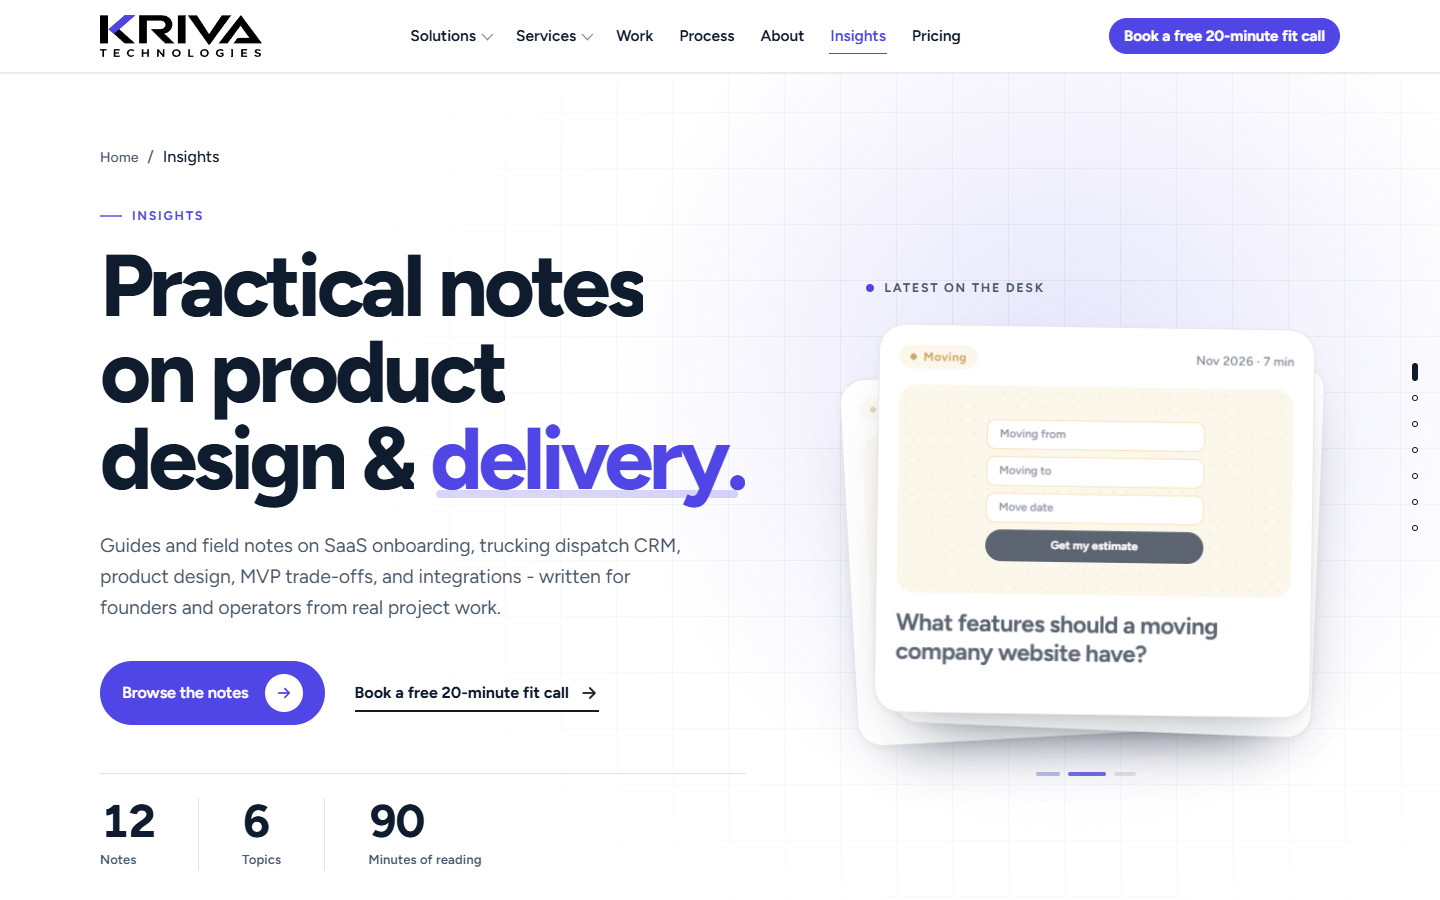 KRIVA
TECHNOLOGIES
Solutions
Services
Work
Process
About
Insights
Pricing
Book a free 20-minute fit call
Home / Insights
INSIGHTS
Practical notes
on product
design & delivery.
Guides and field notes on SaaS onboarding, trucking dispatch CRM,
product design, MVP trade-offs, and integrations - written for
founders and operators from real project work.
Browse the notes
Book a free 20-minute fit call
12
Notes
6
Topics
90
Minutes of reading
LATEST ON THE DESK
Moving
Nov 2026 · 7 min
Moving from
Moving to
Move date
Get my estimate
What features should a moving
company website have?